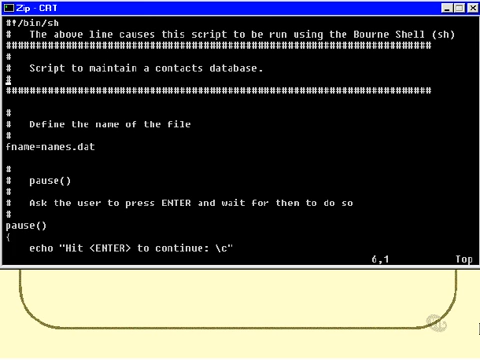 Zip - CAT
#!/bin/sh
#   The above line causes this script to be run using the Bourne Shell (sh)
#######################################################################
#
#   Script to maintain a contacts database.
#
#######################################################################
#
#   Define the name of the file
#
fname=names.dat
#
#   pause()
#
#   Ask the user to press ENTER and wait for then to do so
#
pause()
{
    echo "Hit <ENTER> to continue: \c"
6,1   Top